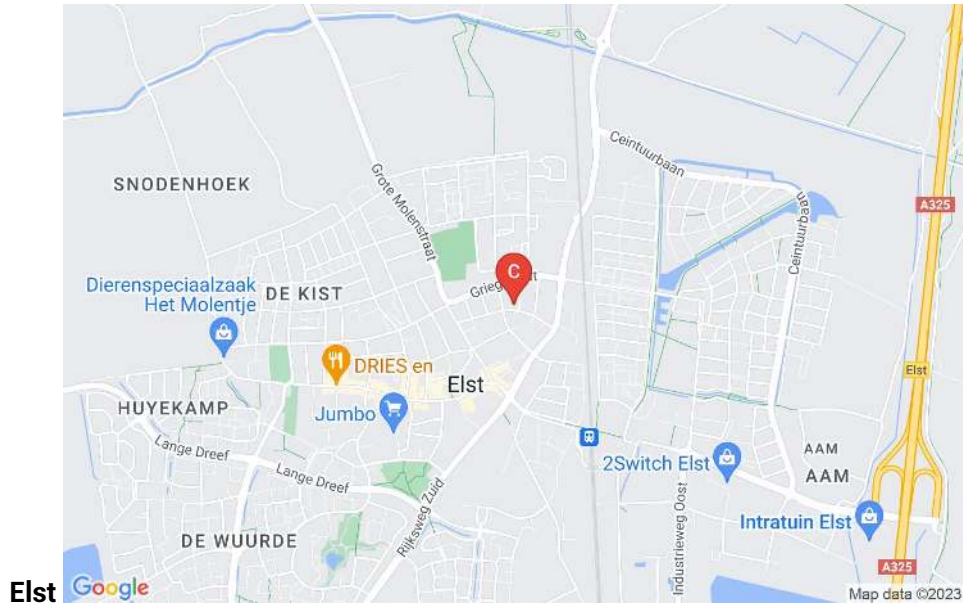 Ceintuurbaan
SNODENHOEK
Grote Molenstraat
Ceintuurbaan
A325
C
Dierenspeciaalzaak
Het Molentje
DE KIST
DRIES en
Elst
Elst
HUYEKAMP
Jumbo
Lange Dreef
Lange Dreef
2Switch Elst
AAM
AAM
Rijksweg Zuid
Industrieweg Oost
Intratuin Elst
DE WUURDE
A325
Elst
Google
Map data ©2023